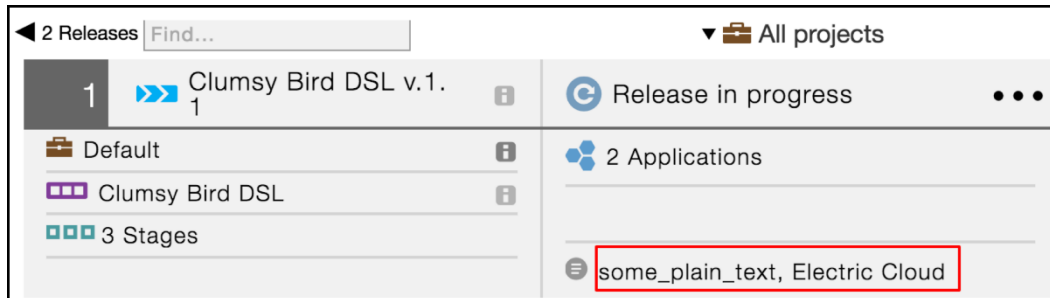 2 Releases Find... All projects
1 Clumsy Bird DSL v.1.
1
Release in progress
Default
2 Applications
Clumsy Bird DSL
3 Stages
some_plain_text, Electric Cloud